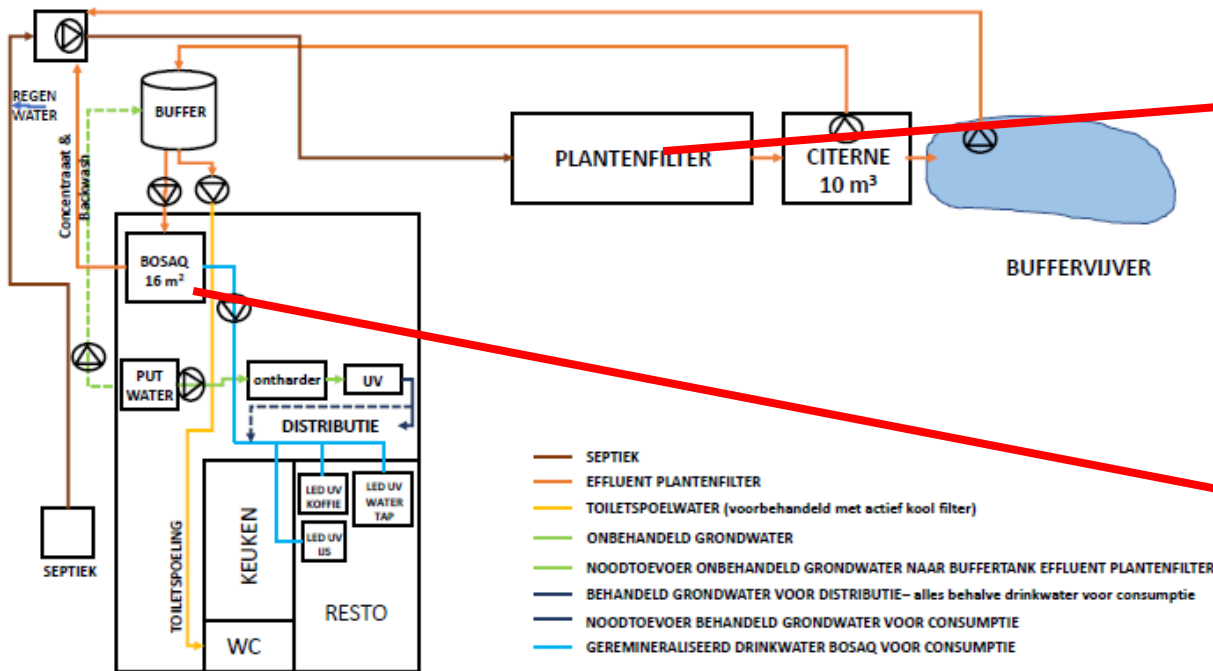 REGEN
WATER
Concentraat &
Backwash
BUFFER
PLANTENFILTER
CITERNE
10 m³
BUFFERVIJVER
BOSAQ
16 m²
PUT
WATER
ontharder
UV
DISTRIBUTIE
LED UV
KOFFIE
LED UV
WATER
TAP
LED UV
IJS
KEUKEN
RESTO
WC
TOILETSPOELING
SEPTIEK
SEPTIEK
EFFLUENT PLANTENFILTER
TOILETSPOELWATER (voorbehandeld met actief kool filter)
ONBEHANDELD GRONDWATER
NOODTOEVOER ONBEHANDELD GRONDWATER NAAR BUFFERTANK EFFLUENT PLANTENFILTER
BEHANDELD GRONDWATER VOOR DISTRIBUTIE– alles behalve drinkwater voor consumptie
NOODTOEVOER BEHANDELD GRONDWATER VOOR CONSUMPTIE
GEREMINERALISEERD DRINKWATER BOSAQ VOOR CONSUMPTIE